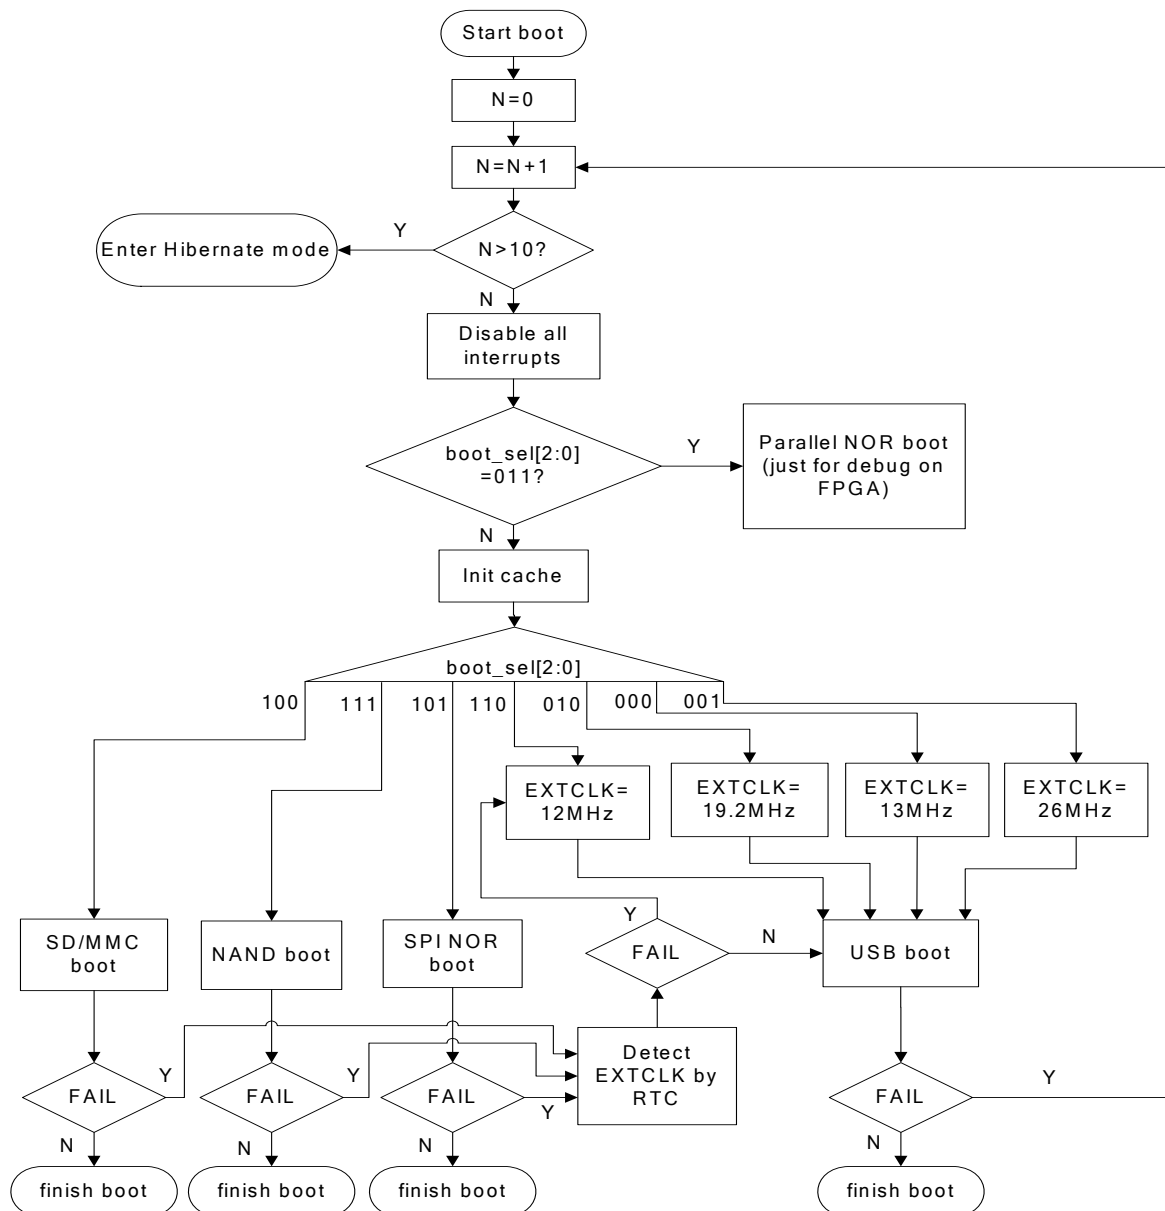 Start boot
N=0
N=N+1
Y
Enter Hibernate mode
N>10?
N
Disable all
interrupts
boot_sel[2:0]
=011?
Y
Parallel NOR boot
(just for debug on
FPGA)
N
Init cache
boot_sel[2:0]
100
111
101
110
010
000
001
EXTCLK=
12MHz
EXTCLK=
19.2MHz
EXTCLK=
13MHz
EXTCLK=
26MHz
SD/MMC
boot
NAND boot
SPI NOR
boot
Y
FAIL
N
USB boot
Detect
EXTCLK by
RTC
FAIL
Y
FAIL
Y
FAIL
Y
FAIL
Y
N
N
N
N
finish boot
finish boot
finish boot
finish boot